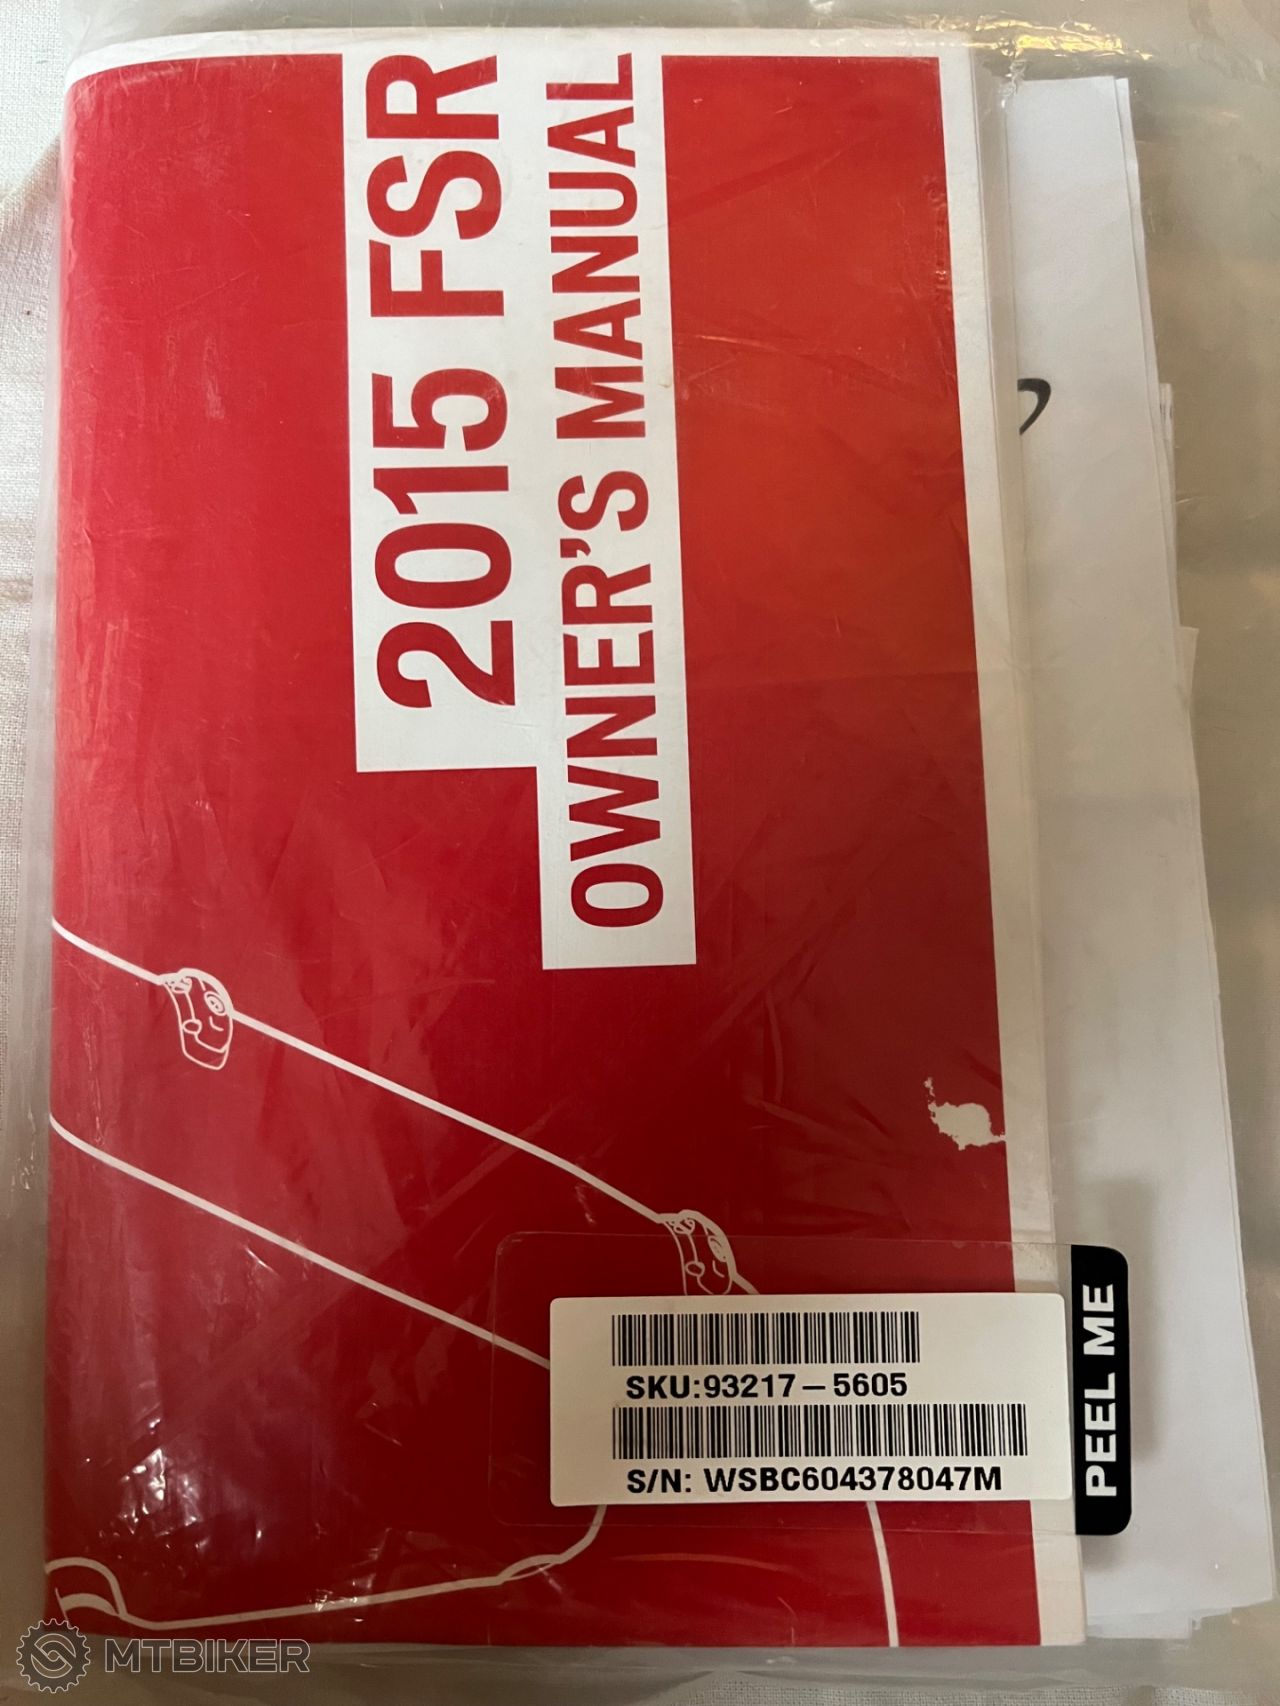 2015 FSR
OWNER'S MANUAL
SKU:93217–5605
S/N: WSBC604378047M
PEEL ME
MTBIKER